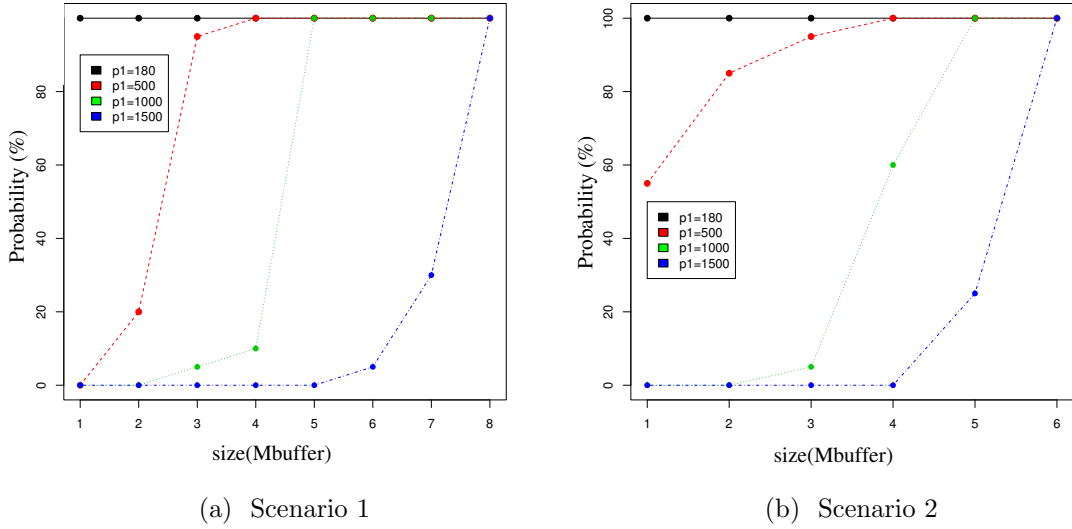 Probability (%)
0
20
40
60
80
p1=180
p1=500
p1=1000
p1=1500
1 2 3 4 5 6 7 8
size(Mbuffer)
(a) Scenario 1
Probability (%)
0
20
40
60
80
100
p1=180
p1=500
p1=1000
p1=1500
1 2 3 4 5 6
size(Mbuffer)
(b) Scenario 2